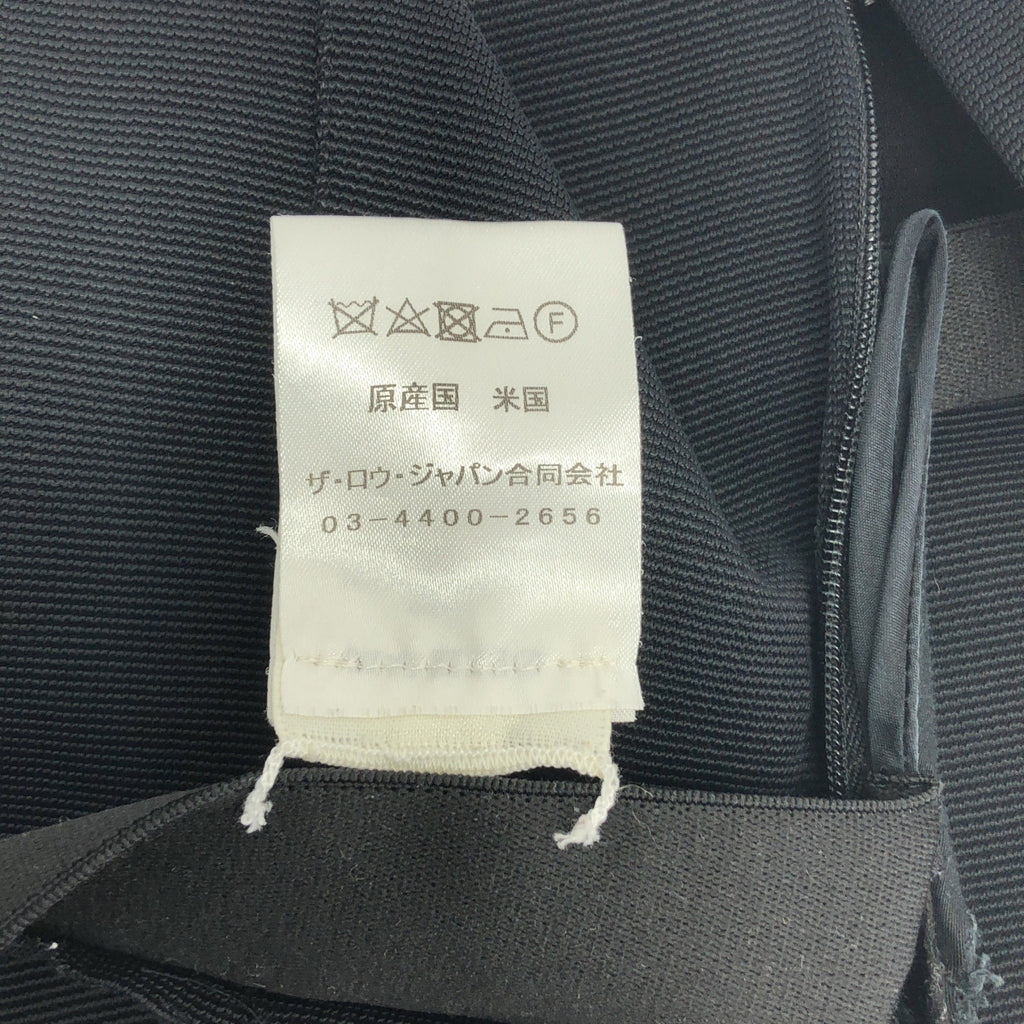 F
原産国 米国
ザ・ロウ・ジャパン合同会社
03-4400-2656